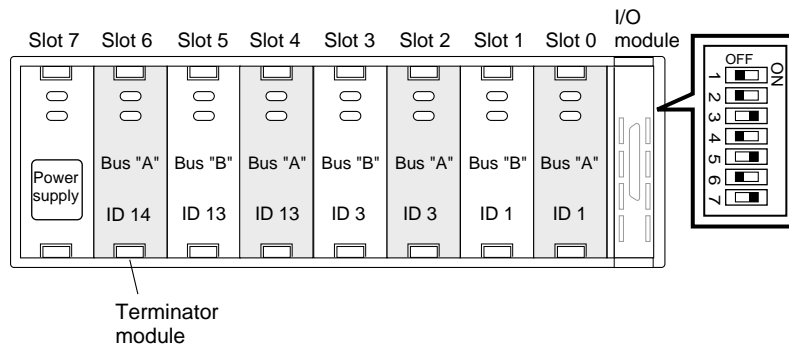 Slot 7 Slot 6 Slot 5 Slot 4 Slot 3 Slot 2 Slot 1 Slot 0
I/O
module
OFF
ON
1
2
3
4
5
6
7
Power
supply
Bus "A" Bus "B" Bus "A" Bus "B" Bus "A" Bus "B" Bus "A"
ID 14 ID 13 ID 13 ID 3 ID 3 ID 1 ID 1
Terminator
module